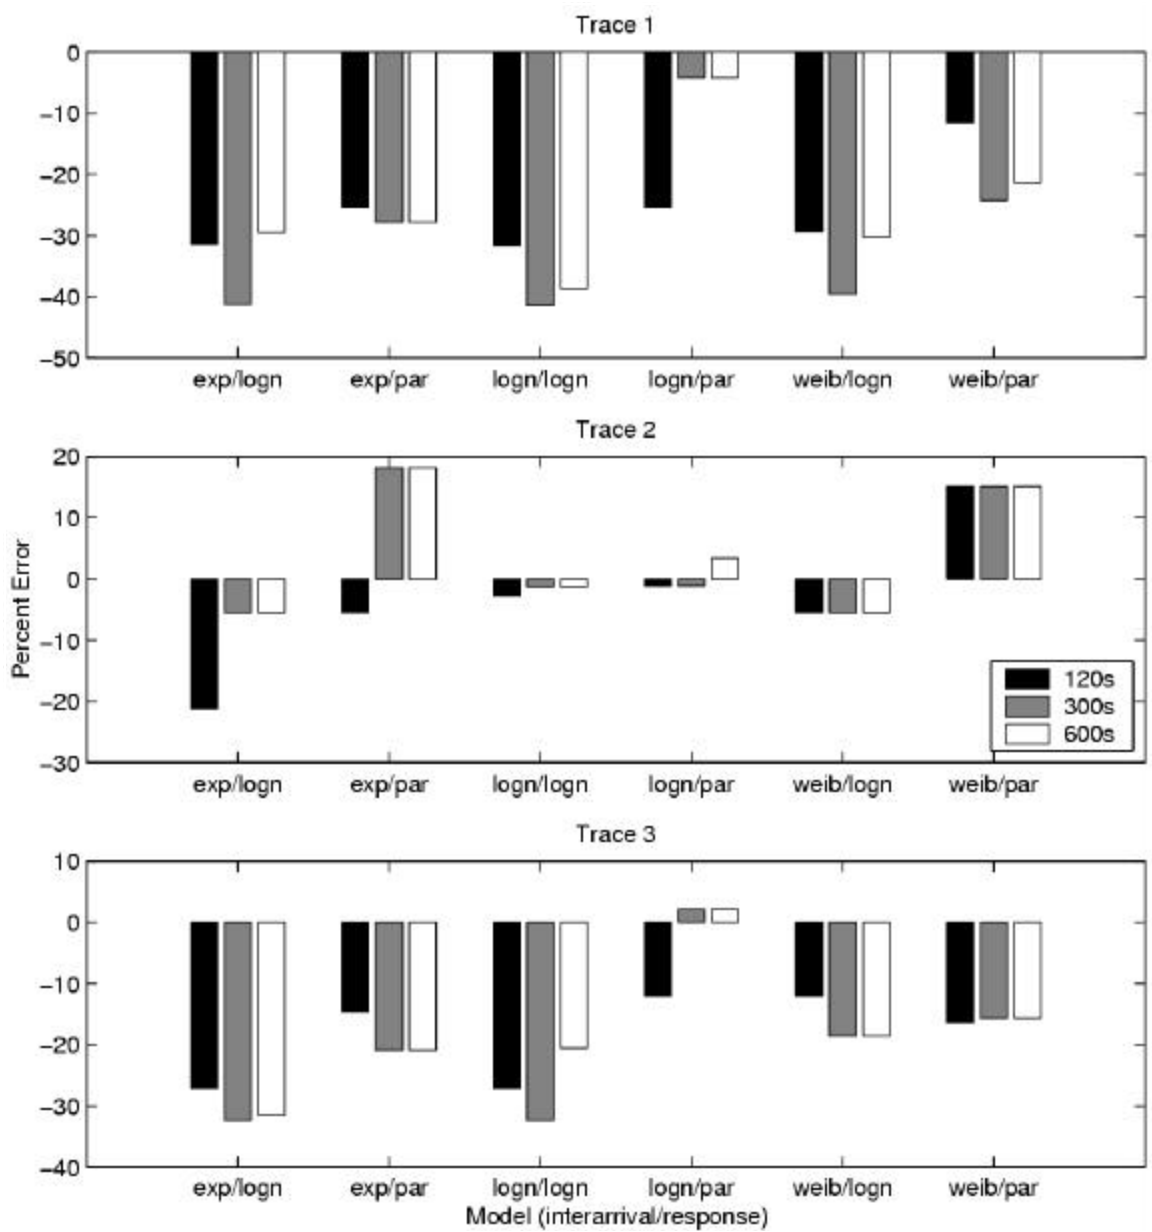 Trace 1
0
−10
−20
−30
−40
−50
exp/logn exp/par logn/logn logn/par weib/logn weib/par
Trace 2
Percent Error
20
10
0
−10
−20
−30
120s
300s
600s
exp/logn exp/par logn/logn logn/par weib/logn weib/par
Trace 3
10
0
−10
−20
−30
−40
exp/logn exp/par logn/logn logn/par weib/logn weib/par
Model (interarrival/response)